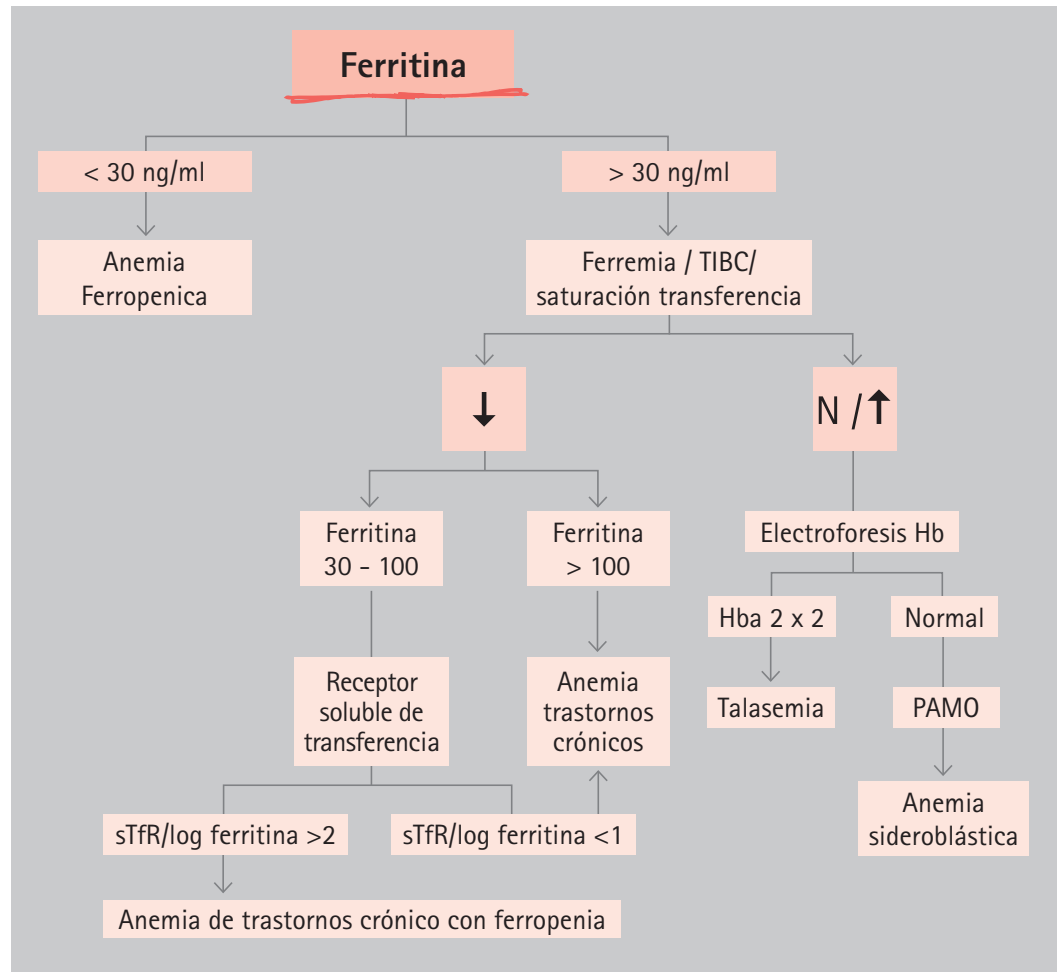 Ferritina
< 30 ng/ml
> 30 ng/ml
Anemia
Ferropenica
Ferremia / TIBC/
saturación transferencia
↓
N /↑
Ferritina
30 - 100
Ferritina
> 100
Electroforesis Hb
Hba 2 x 2
Normal
Receptor
soluble de
transferencia
Anemia
trastornos
crónicos
Talasemia
PAMO
sTfR/log ferritina >2
sTfR/log ferritina <1
Anemia
sideroblástica
Anemia de trastornos crónico con ferropenia